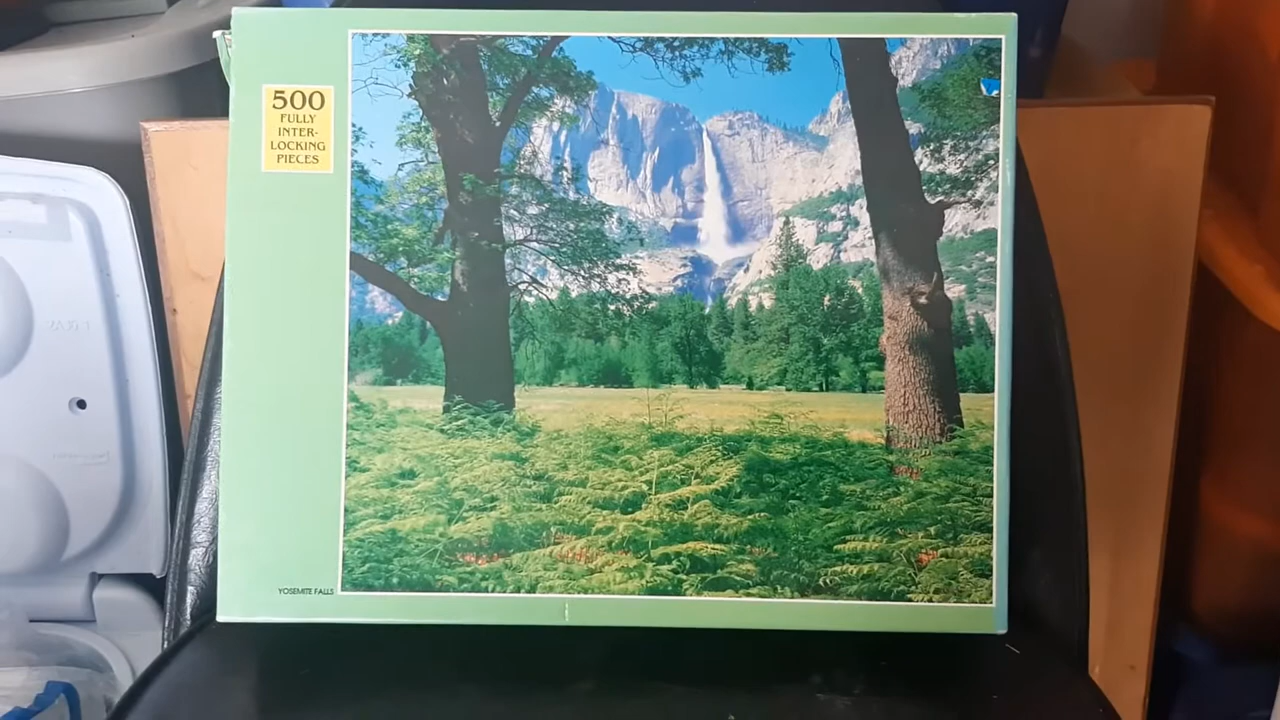 500
FULLY
INTER-
LOCKING
PIECES
YOSEMITE FALLS